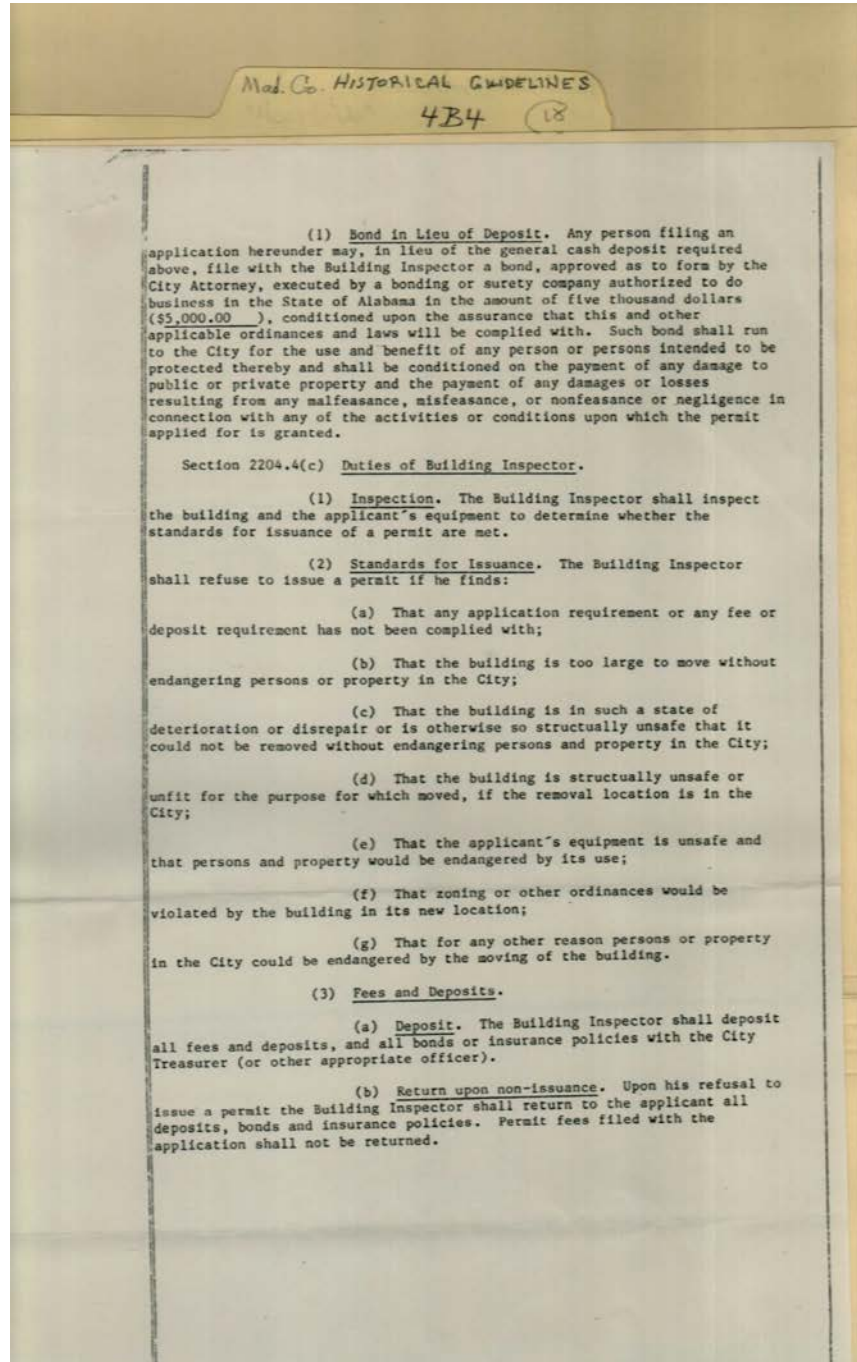 Mad. Co. HISTORICAL GUIDELINES
4B4 18
(1) Bond in Lieu of Deposit. Any person filing an
application hereunder may, in lieu of the general cash deposit required
above, file with the Building Inspector a bond, approved as to form by the
City Attorney, executed by a bonding or surety company authorized to do
business in the State of Alabama in the amount of five thousand dollars
($5,000.00 ), conditioned upon the assurance that this and other
applicable ordinances and laws will be complied with. Such bond shall run
to the City for the use and benefit of any person or persons intended to be
protected thereby and shall be conditioned on the payment of any damage to
public or private property and the payment of any damages or losses
resulting from any malfeasance, misfeasance, or nonfeasance or negligence in
connection with any of the activities or conditions upon which the permit
applied for is granted.
Section 2204.4(c) Duties of Building Inspector.
(1) Inspection. The Building Inspector shall inspect
the building and the applicant's equipment to determine whether the
standards for issuance of a permit are met.
(2) Standards for Issuance. The Building Inspector
shall refuse to issue a permit if he finds:
(a) That any application requirement or any fee or
deposit requirement has not been complied with;
(b) That the building is too large to move without
endangering persons or property in the City;
(c) That the building is in such a state of
deterioration or disrepair or is otherwise so structually unsafe that it
could not be removed without endangering persons and property in the City;
(d) That the building is structually unsafe or
unfit for the purpose for which moved, if the removal location is in the
City;
(e) That the applicant's equipment is unsafe and
that persons and property would be endangered by its use;
(f) That zoning or other ordinances would be
violated by the building in its new location;
(g) That for any other reason persons or property
in the City could be endangered by the moving of the building.
(3) Fees and Deposits.
(a) Deposit. The Building Inspector shall deposit
all fees and deposits, and all bonds or insurance policies with the City
Treasurer (or other appropriate officer).
(b) Return upon non-issuance. Upon his refusal to
issue a permit the Building Inspector shall return to the applicant all
deposits, bonds and insurance policies. Permit fees filed with the
application shall not be returned.